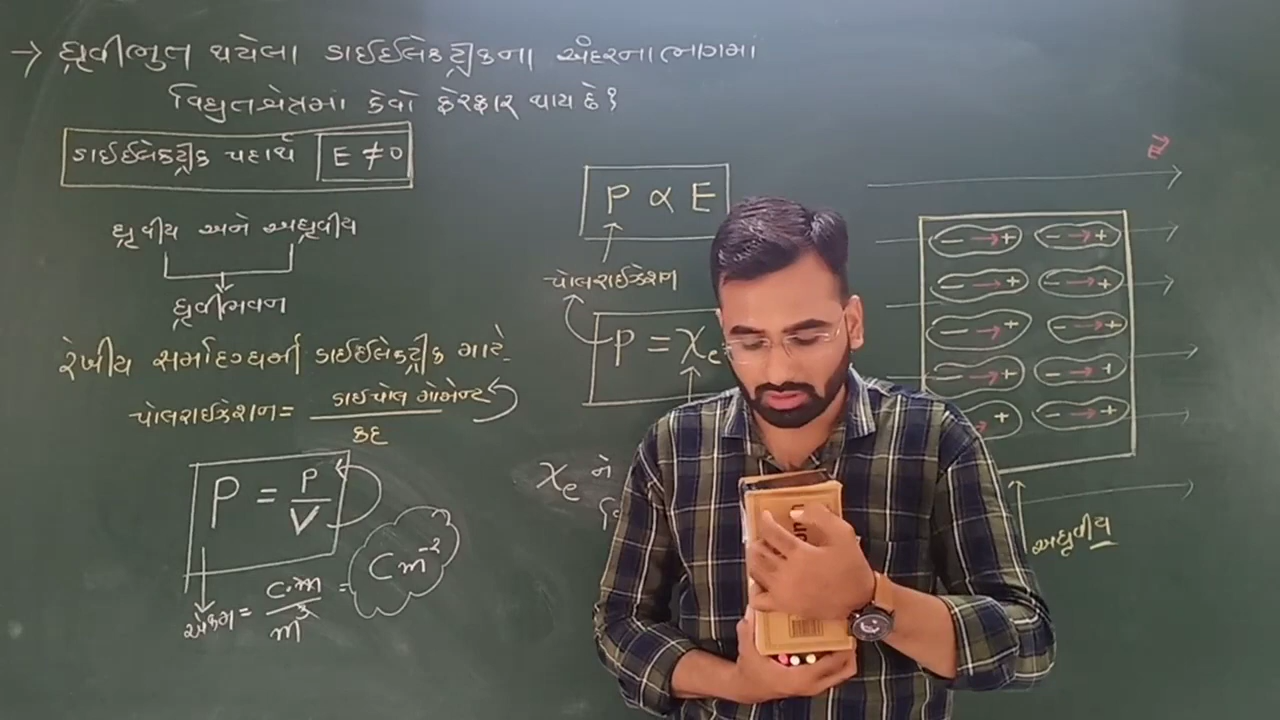 → ધ્રુવીભુત થયેલા ડાઈઈલેક્ટ્રીકના અંદરના ભાગમાં
વિદ્યુતક્ષેત્રમાં કેવો ફેરફાર થાય છે?
ડાઈઈલેક્ટ્રીક પદાર્થ E ≠ 0
ધ્રુવીય અને અધ્રુવીય
ધ્રુવીભવન
રેખીય સમદિગ્ધર્મી ડાઈઈલેક્ટ્રીક માટે
પોલરાઈઝેશન = ડાઈપોલ મોમેન્ટ / કદ
P = P / V
એકમ = C·m / m³ = Cm⁻²
P ∝ E
પોલરાઈઝેશન
P = χe
χe ને
E⃗
− → + − → +
− → + − → +
− → + − → +
− → + − → +
→ + − → +
અધ્રુવીય